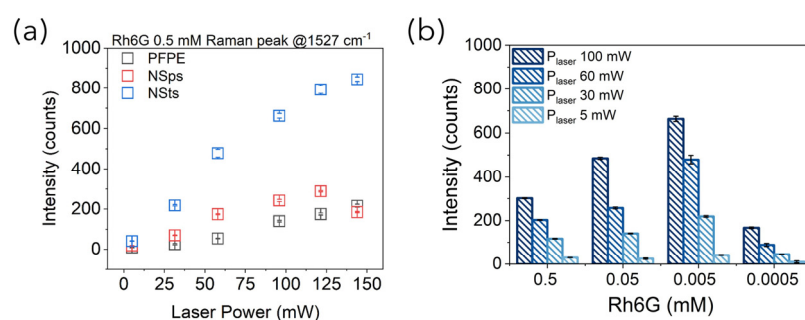 (a)
Rh6G 0.5 mM Raman peak @1527 cm⁻¹
PFPE
NSps
NSts
1000
800
600
400
200
0
Intensity (counts)
0 25 50 75 100 125 150
Laser Power (mW)
(b)
P_laser 100 mW
P_laser 60 mW
P_laser 30 mW
P_laser 5 mW
1000
800
600
400
200
0
Intensity (counts)
0.5 0.05 0.005 0.0005
Rh6G (mM)